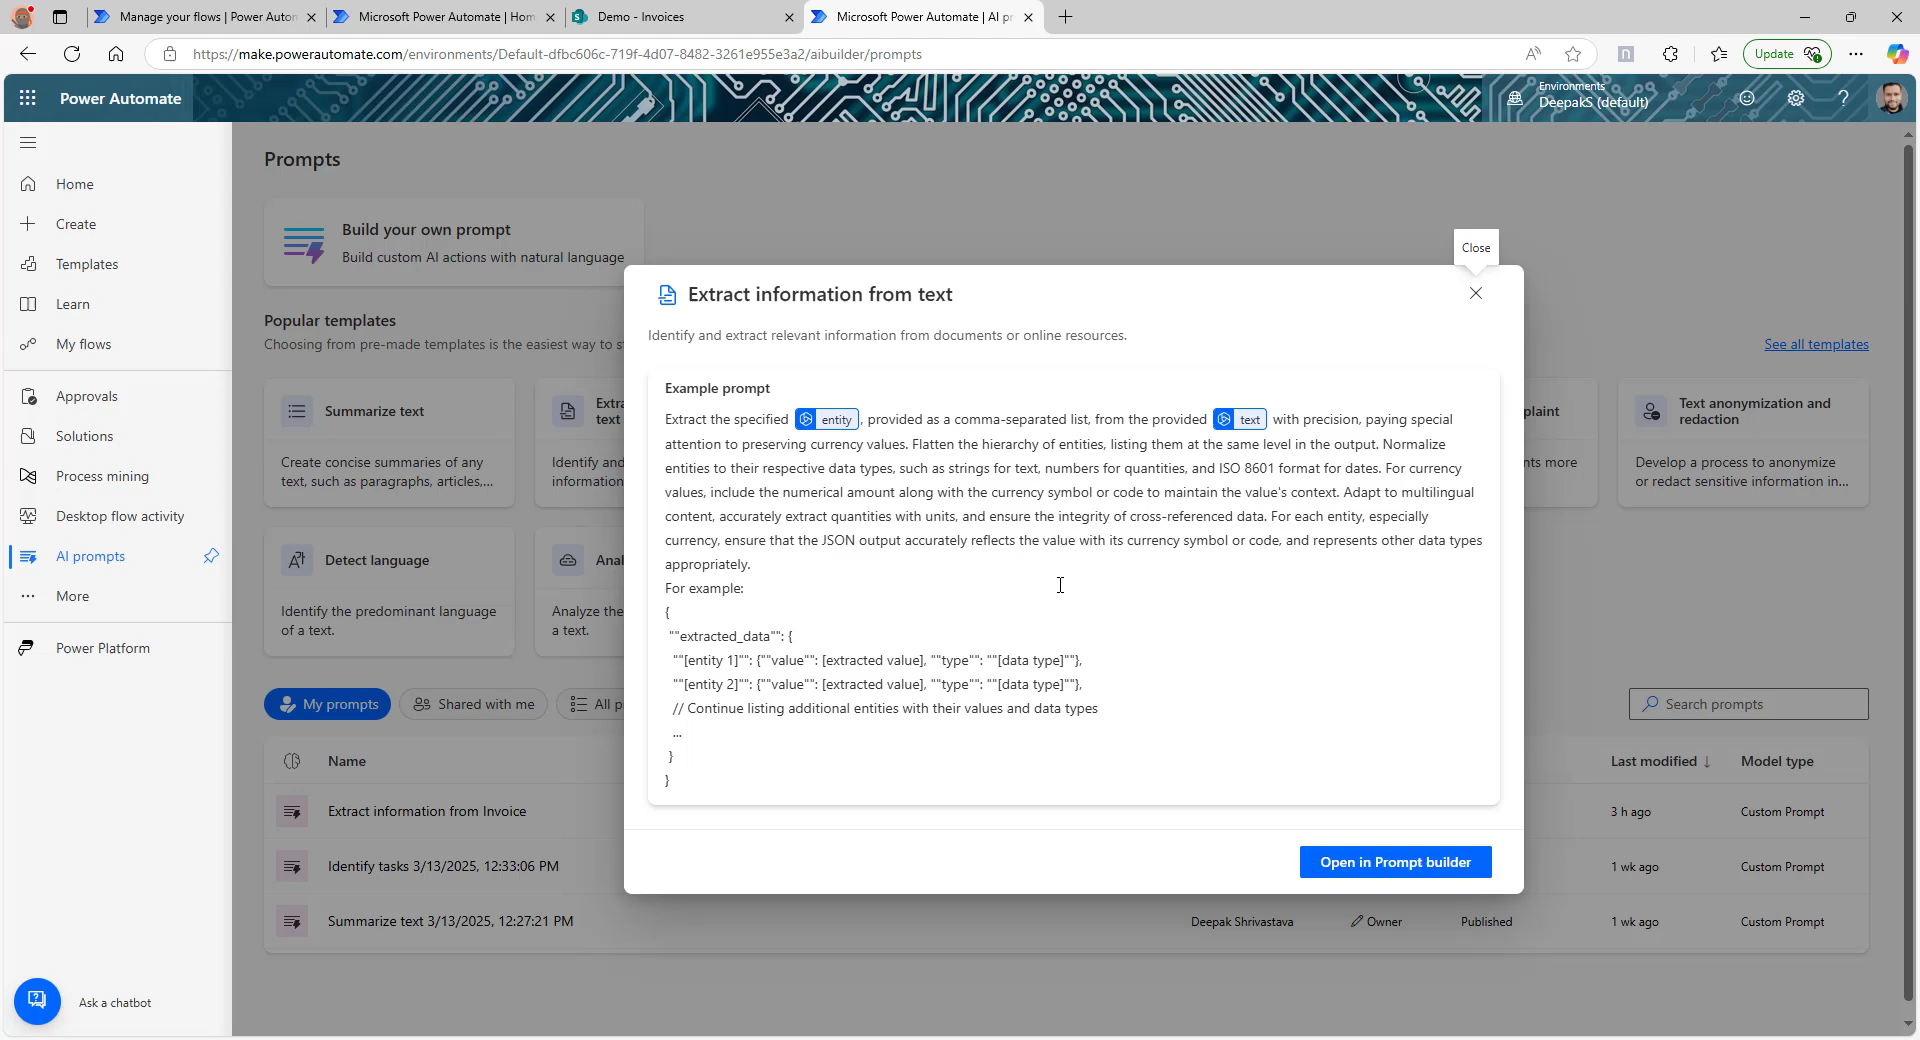 Manage your flows | Power Autom
Microsoft Power Automate | Hom
Demo - Invoices
Microsoft Power Automate | AI pr
https://make.powerautomate.com/environments/Default-dfbc606c-719f-4d07-8482-3261e955e3a2/aibuilder/prompts
Update
Power Automate
Environments
DeepakS (default)
Home
Create
Templates
Learn
My flows
Approvals
Solutions
Process mining
Desktop flow activity
AI prompts
More
Power Platform
Ask a chatbot
Prompts
Build your own prompt
Build custom AI actions with natural language
Popular templates
Choosing from pre-made templates is the easiest way to st
See all templates
Summarize text
Create concise summaries of any
text, such as paragraphs, articles,...
Extra
text
Identify and
information
plaint
nts more
Text anonymization and
redaction
Develop a process to anonymize
or redact sensitive information in...
Detect language
Identify the predominant language
of a text.
Anal
Analyze the
a text.
My prompts
Shared with me
All p
Search prompts
Name
Last modified ↓
Model type
Extract information from Invoice
3 h ago
Custom Prompt
Identify tasks 3/13/2025, 12:33:06 PM
1 wk ago
Custom Prompt
Summarize text 3/13/2025, 12:27:21 PM
Deepak Shrivastava
Owner
Published
1 wk ago
Custom Prompt
Close
Extract information from text
Identify and extract relevant information from documents or online resources.
Example prompt
Extract the specified entity, provided as a comma-separated list, from the provided text with precision, paying special
attention to preserving currency values. Flatten the hierarchy of entities, listing them at the same level in the output. Normalize
entities to their respective data types, such as strings for text, numbers for quantities, and ISO 8601 format for dates. For currency
values, include the numerical amount along with the currency symbol or code to maintain the value's context. Adapt to multilingual
content, accurately extract quantities with units, and ensure the integrity of cross-referenced data. For each entity, especially
currency, ensure that the JSON output accurately reflects the value with its currency symbol or code, and represents other data types
appropriately.
For example:
{
""extracted_data"": {
""[entity 1]"": {""value"": [extracted value], ""type"": ""[data type]""},
""[entity 2]"": {""value"": [extracted value], ""type"": ""[data type]""},
// Continue listing additional entities with their values and data types
...
}
}
Open in Prompt builder